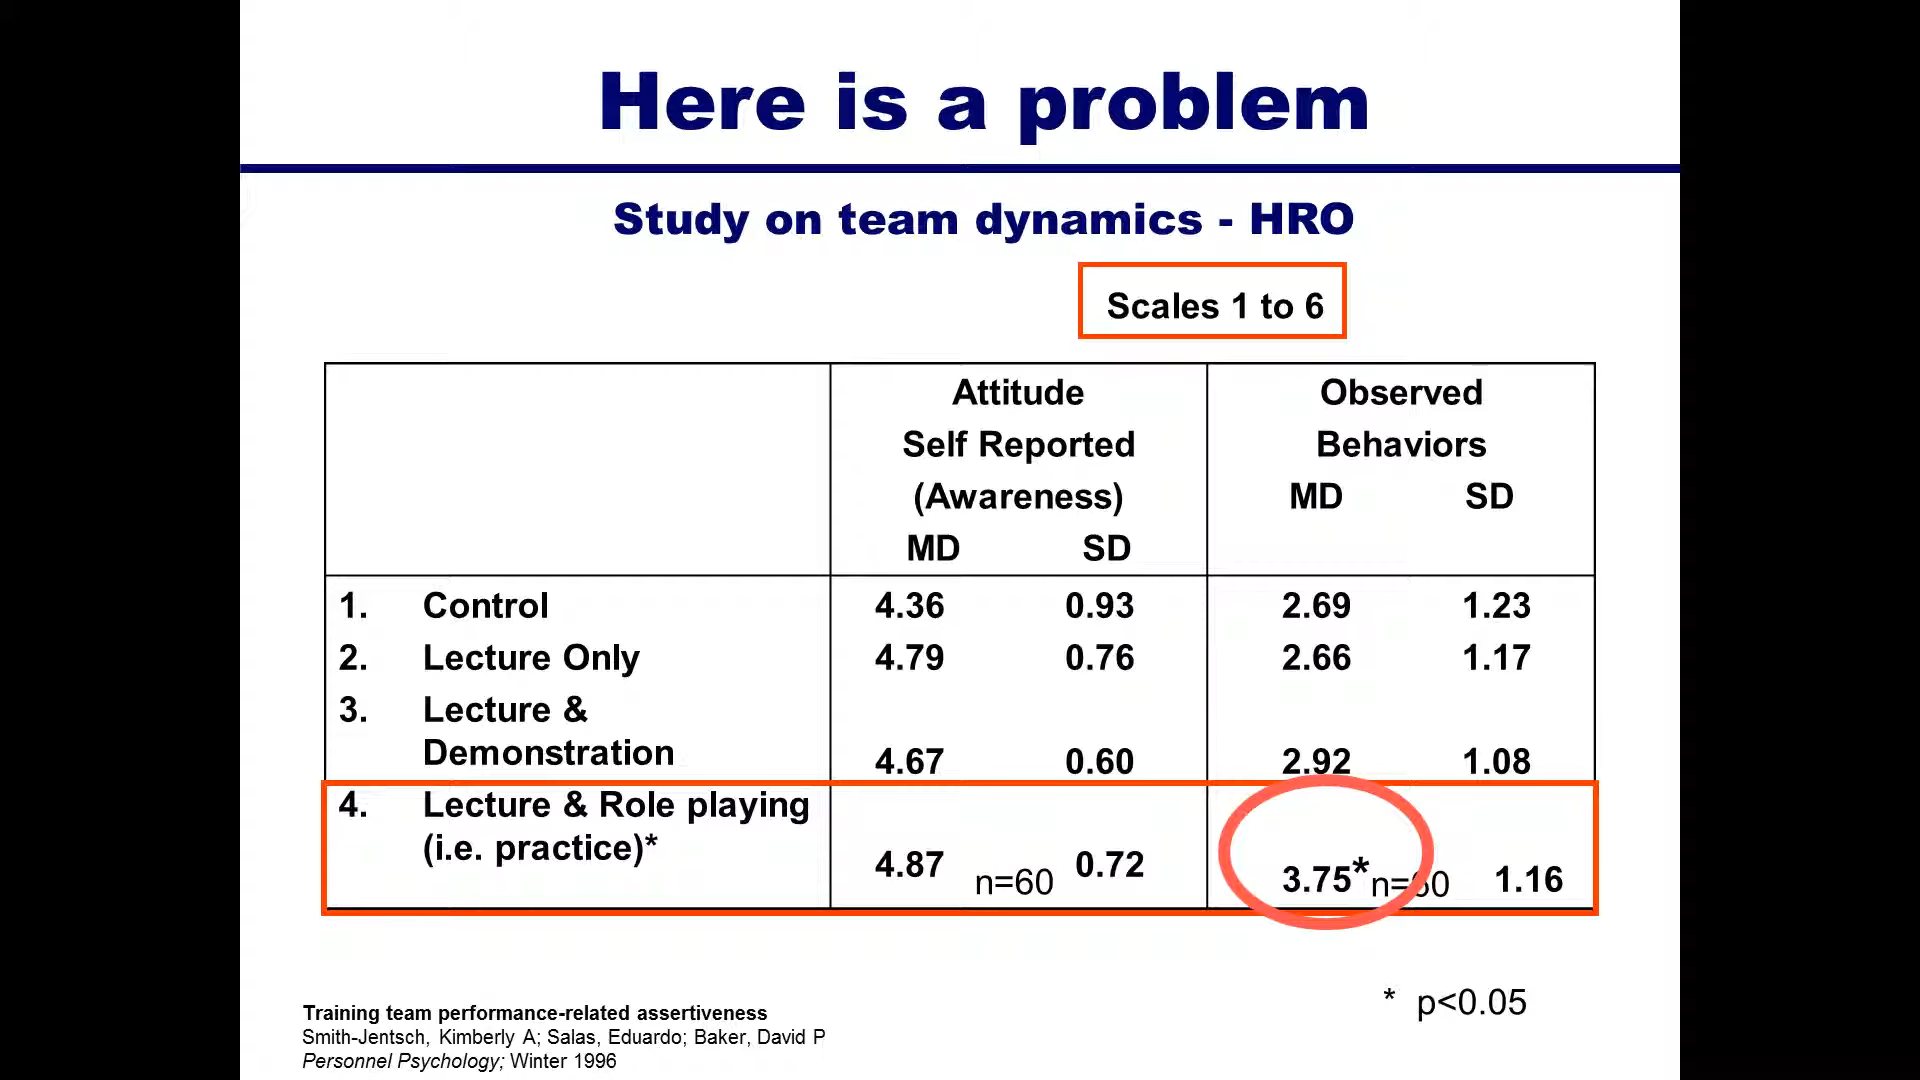 Here is a problem
Study on team dynamics - HRO
Scales 1 to 6
Attitude
Self Reported
(Awareness)
MD SD
Observed
Behaviors
MD SD
1. Control 4.36 0.93 2.69 1.23
2. Lecture Only 4.79 0.76 2.66 1.17
3. Lecture &
Demonstration 4.67 0.60 2.92 1.08
4. Lecture & Role playing
(i.e. practice)* 4.87 n=60 0.72 3.75* n=60 1.16
* p<0.05
Training team performance-related assertiveness
Smith-Jentsch, Kimberly A; Salas, Eduardo; Baker, David P
Personnel Psychology; Winter 1996